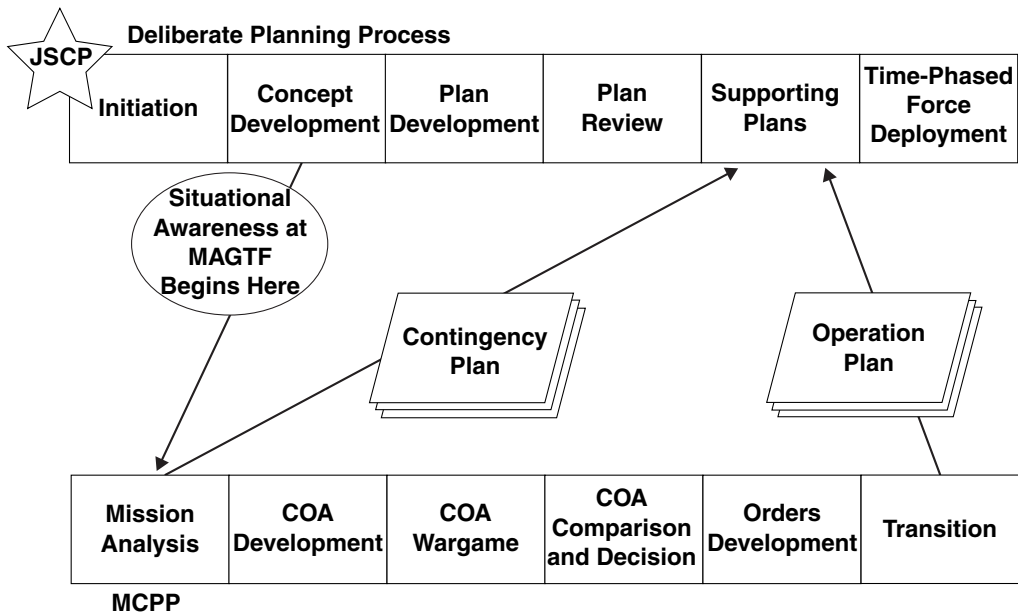 Deliberate Planning Process
JSCP
Initiation
Concept
Development
Plan
Development
Plan
Review
Supporting
Plans
Time-Phased
Force
Deployment
Situational
Awareness at
MAGTF
Begins Here
Contingency
Plan
Operation
Plan
Mission
Analysis
COA
Development
COA
Wargame
COA
Comparison
and Decision
Orders
Development
Transition
MCPP